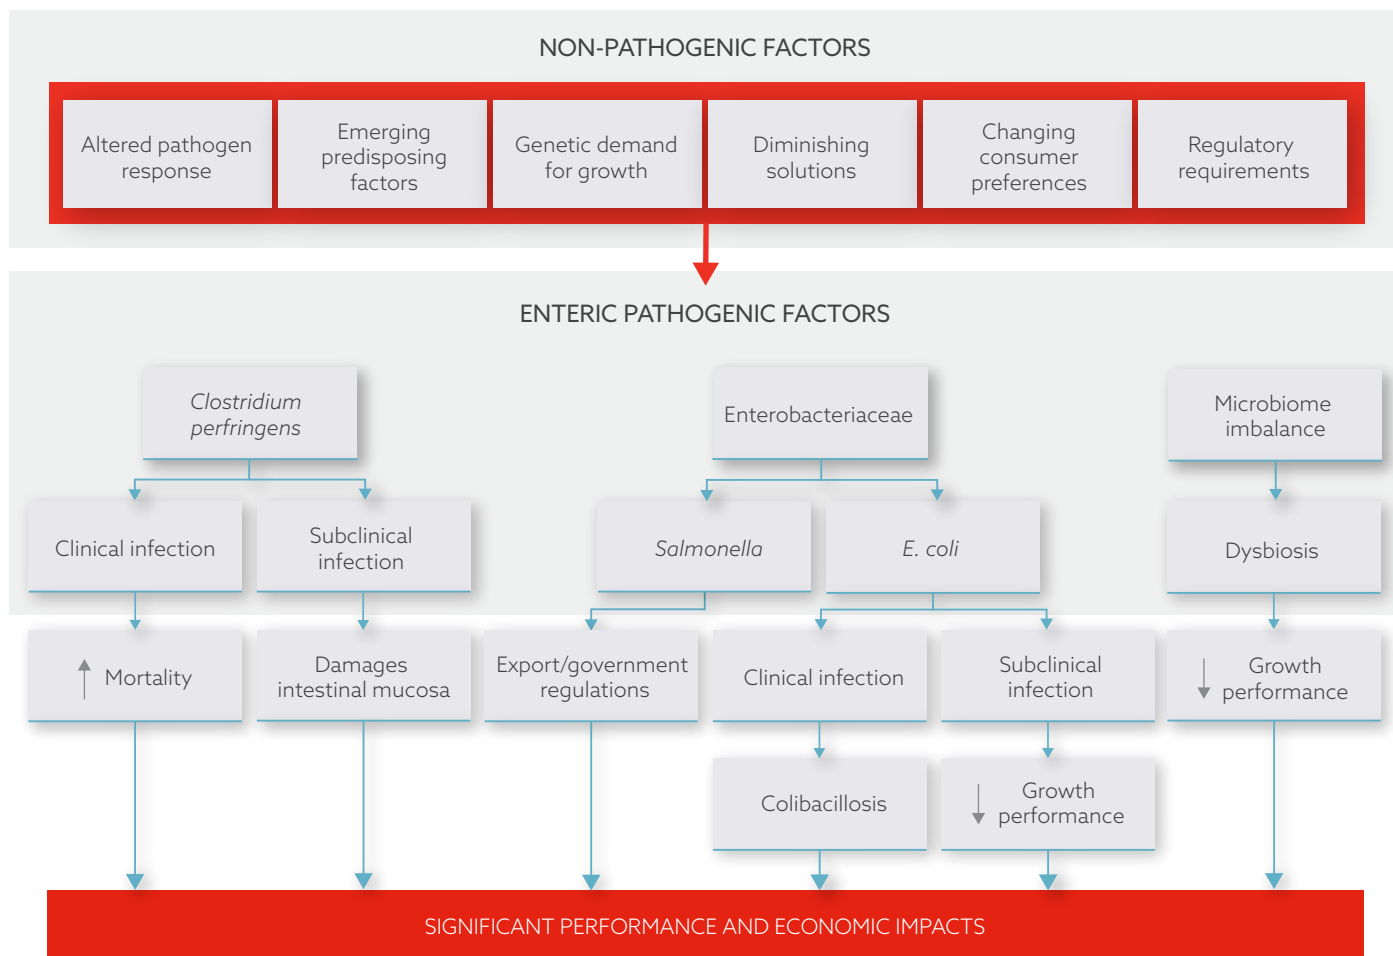 NON-PATHOGENIC FACTORS
Altered pathogen
response
Emerging
predisposing
factors
Genetic demand
for growth
Diminishing
solutions
Changing
consumer
preferences
Regulatory
requirements
ENTERIC PATHOGENIC FACTORS
Clostridium
perfringens
Enterobacteriaceae
Microbiome
imbalance
Clinical infection
Subclinical
infection
Salmonella
E. coli
Dysbiosis
Mortality
Damages
intestinal mucosa
Export/government
regulations
Clinical infection
Subclinical
infection
Growth
performance
Colibacillosis
Growth
performance
SIGNIFICANT PERFORMANCE AND ECONOMIC IMPACTS